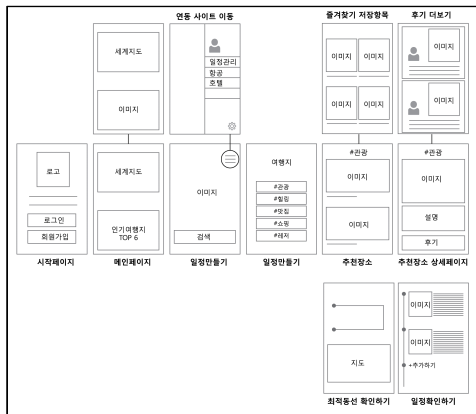 연동 사이트 이동
즐겨찾기 저장항목
후기 더보기
세계지도
이미지
일정관리
항공
호텔
이미지
이미지
이미지
이미지
이미지
이미지
로고
로그인
회원가입
시작페이지
세계지도
인기여행지
TOP 6
메인페이지
이미지
검색
일정만들기
여행지
#관광
#힐링
#맛집
#쇼핑
#레저
일정만들기
#관광
이미지
이미지
추천장소
#관광
이미지
설명
후기
추천장소 상세페이지
지도
최적동선 확인하기
이미지
이미지
+추가하기
일정확인하기